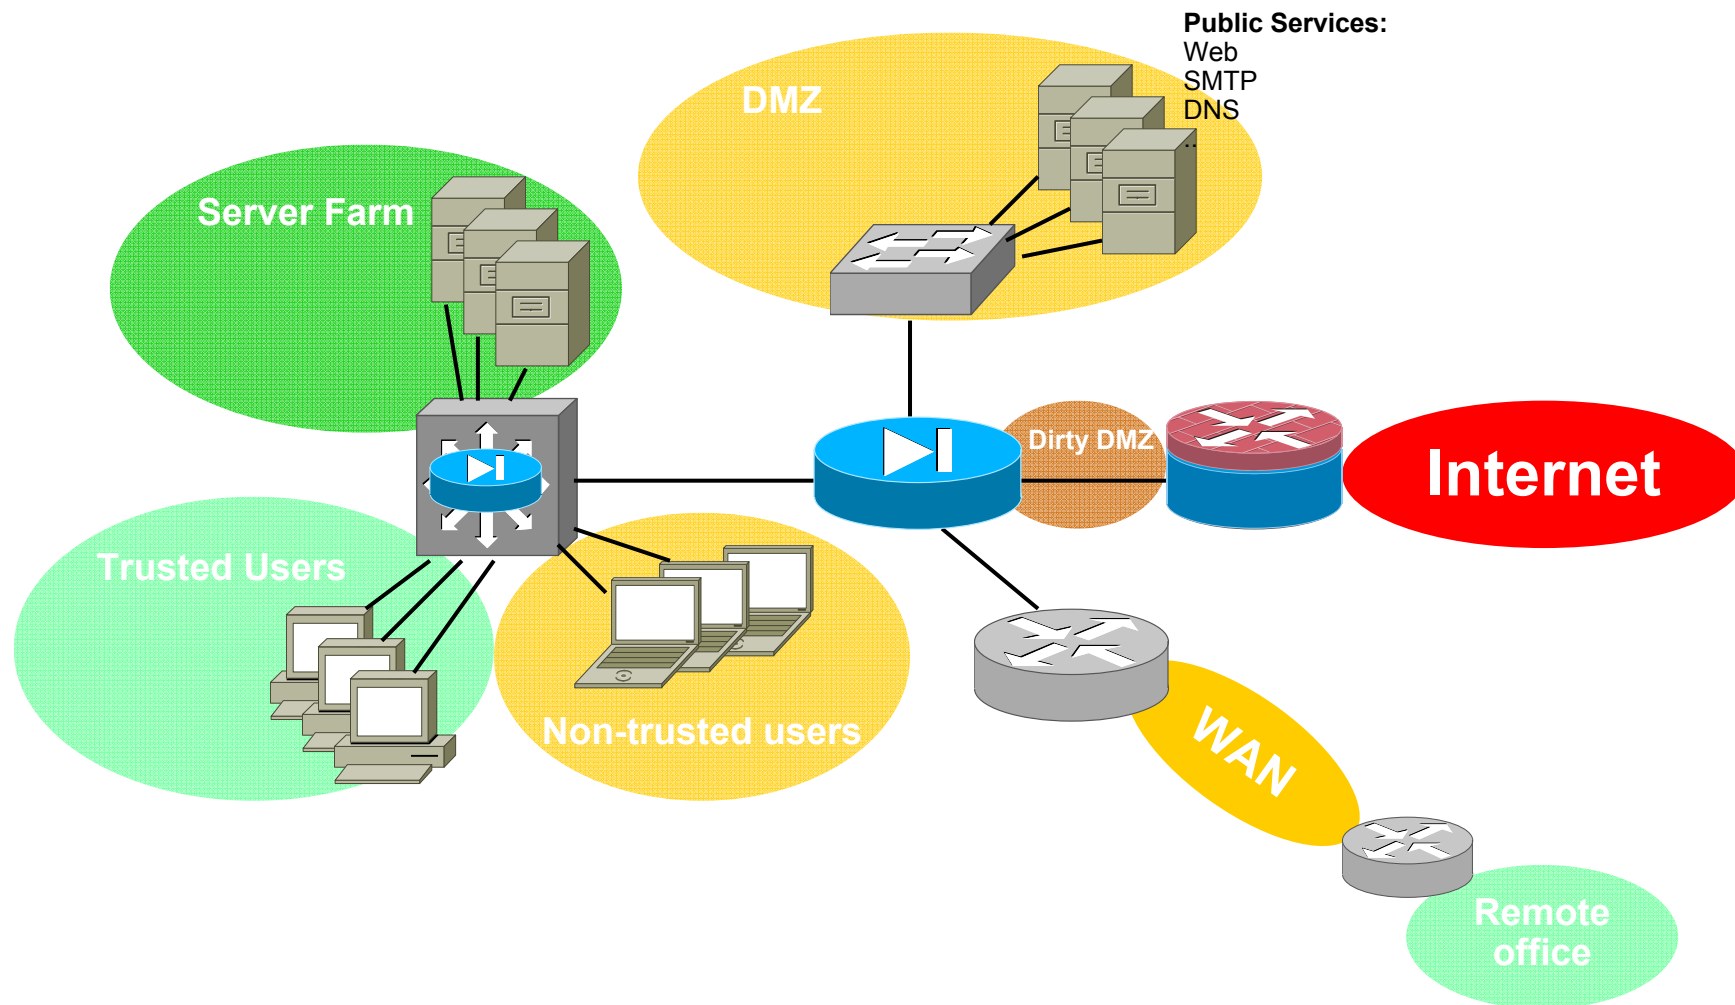 Public Services:
Web
SMTP
DNS
DMZ
Server Farm
Dirty DMZ
Internet
Trusted Users
Non-trusted users
WAN
Remote
office